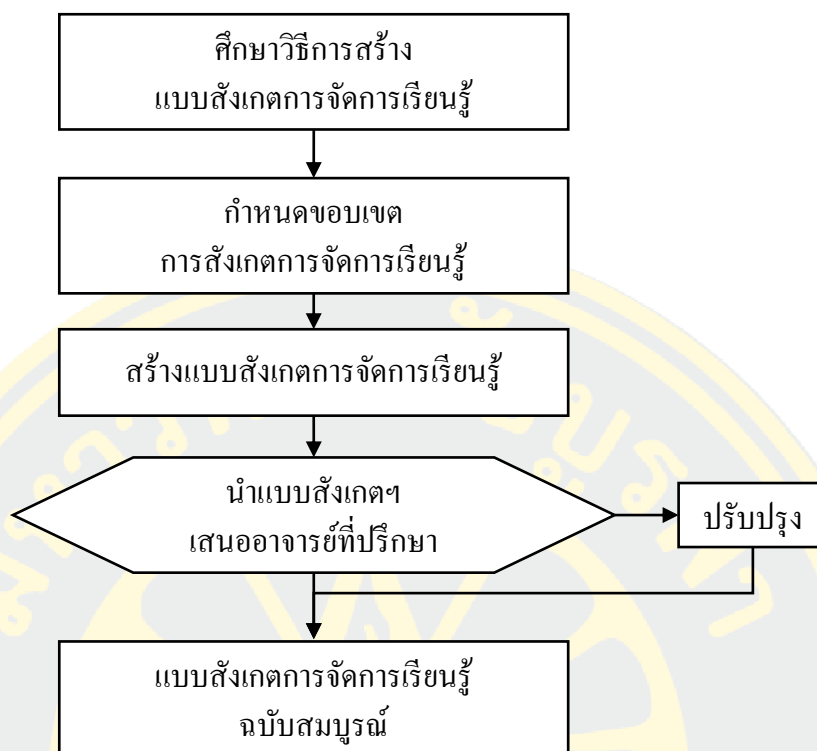 ศึกษาวิธีการสร้าง
แบบสังเกตการจัดการเรียนรู้
กำหนดขอบเขต
การสังเกตการจัดการเรียนรู้
สร้างแบบสังเกตการจัดการเรียนรู้
นำแบบสังเกตฯ
เสนออาจารย์ที่ปรึกษา
ปรับปรุง
แบบสังเกตการจัดการเรียนรู้
ฉบับสมบูรณ์